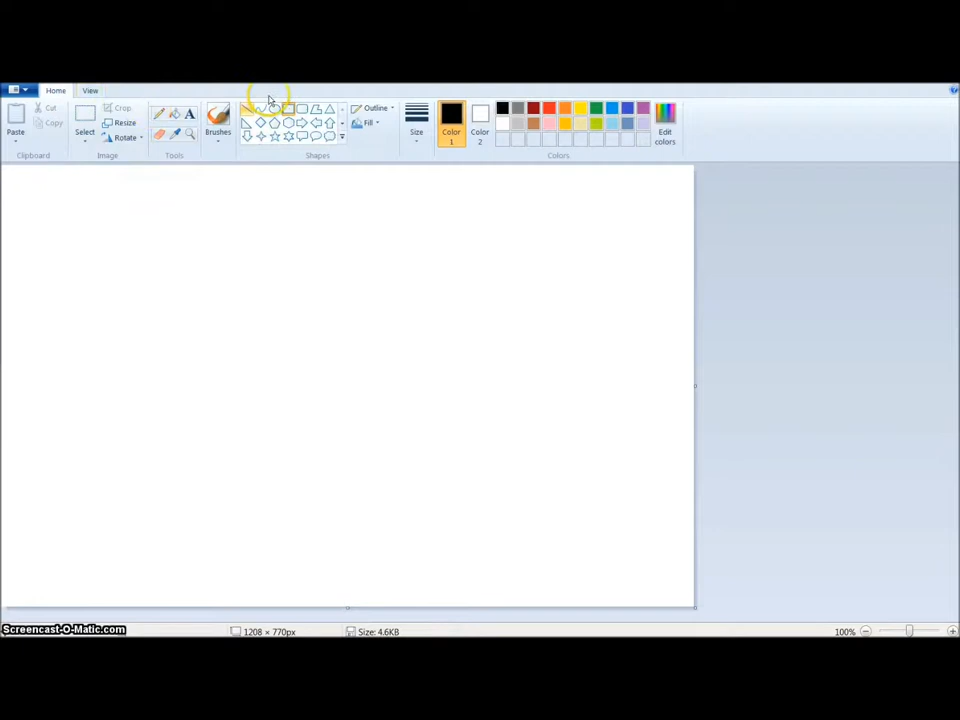 Home View
Cut
Copy
Paste
Clipboard
Crop
Resize
Rotate
Select
Image
A
Tools
Brushes
Shapes
Outline
Fill
Size
Color 1
Color 2
Edit colors
Colors
Screencast-O-Matic.com
1208 × 770px
Size: 4.6KB
100%